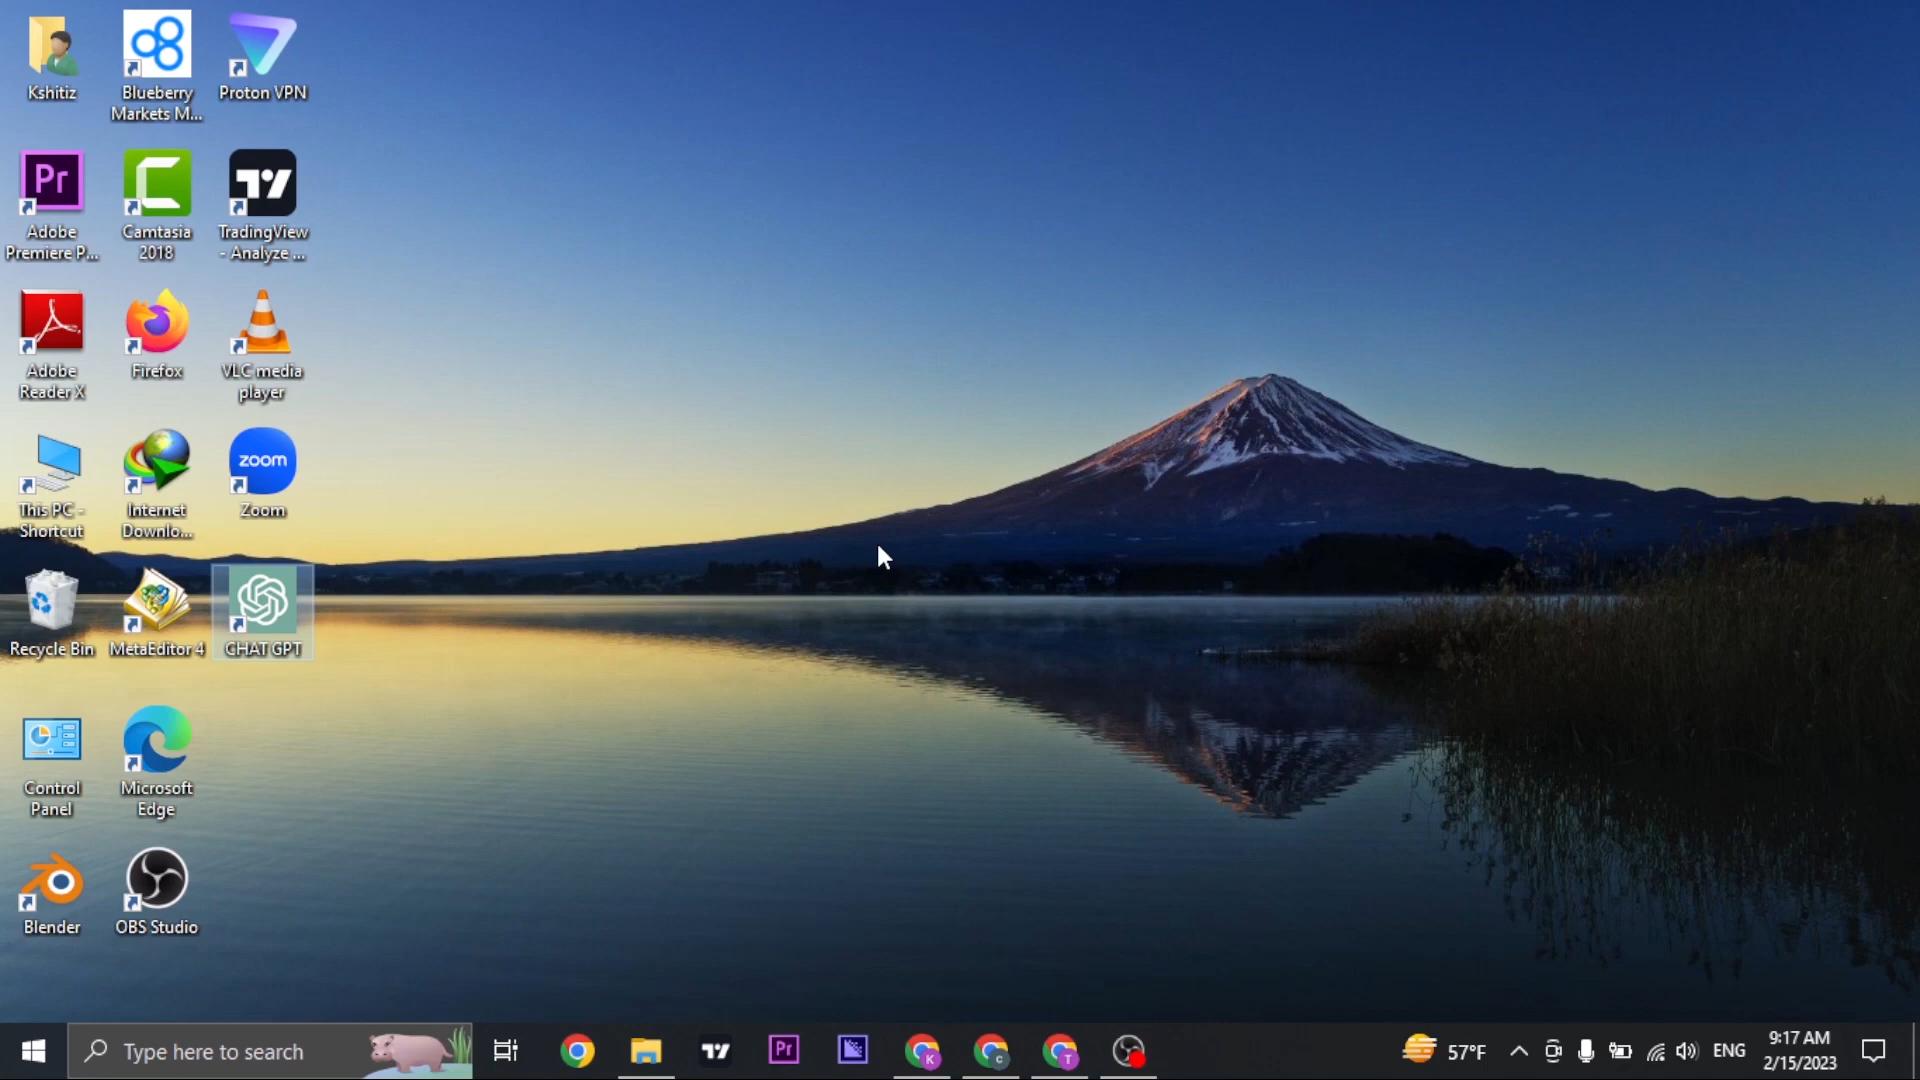 Kshitiz
Blueberry
Markets M...
Proton VPN
Pr
Adobe
Premiere P...
Camtasia
2018
TradingView
- Analyze ...
Adobe
Reader X
Firefox
VLC media
player
This PC -
Shortcut
Internet
Downlo...
zoom
Zoom
Recycle Bin
MetaEditor 4
CHAT GPT
Control
Panel
Microsoft
Edge
Blender
OBS Studio
Type here to search
Pr
K
c
T
57°F
ENG
9:17 AM
2/15/2023